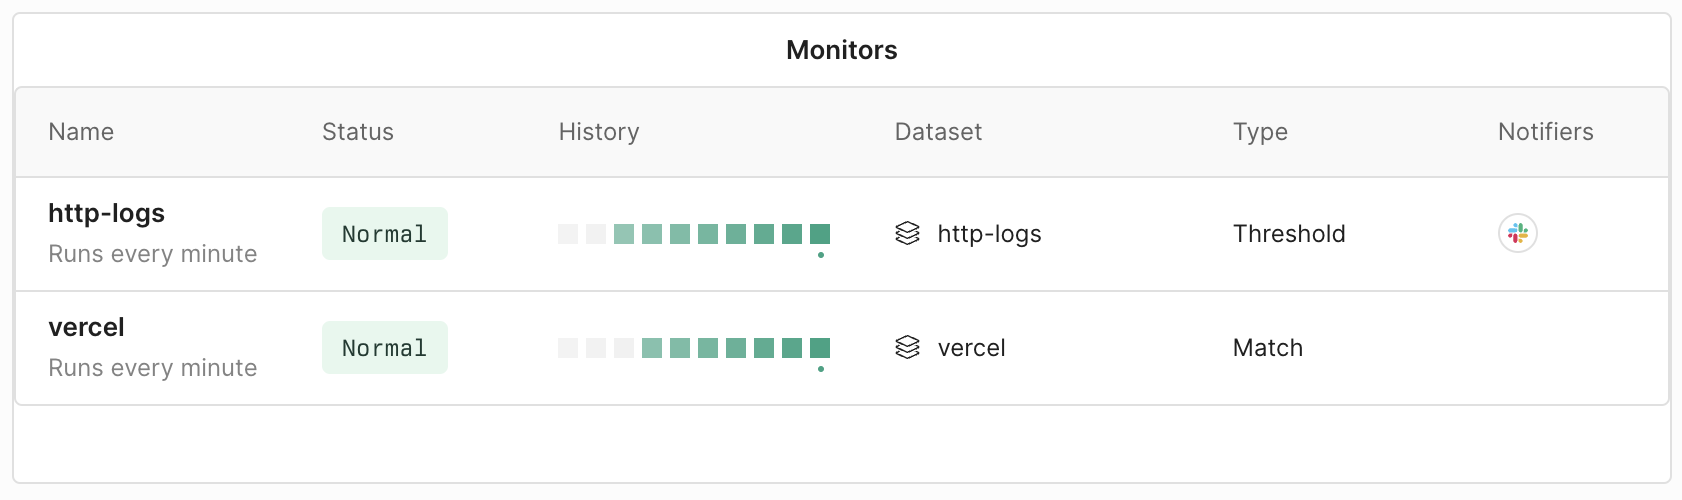 Monitors
Name Status History Dataset Type Notifiers
http-logs
Runs every minute
Normal
http-logs
Threshold
vercel
Runs every minute
Normal
vercel
Match